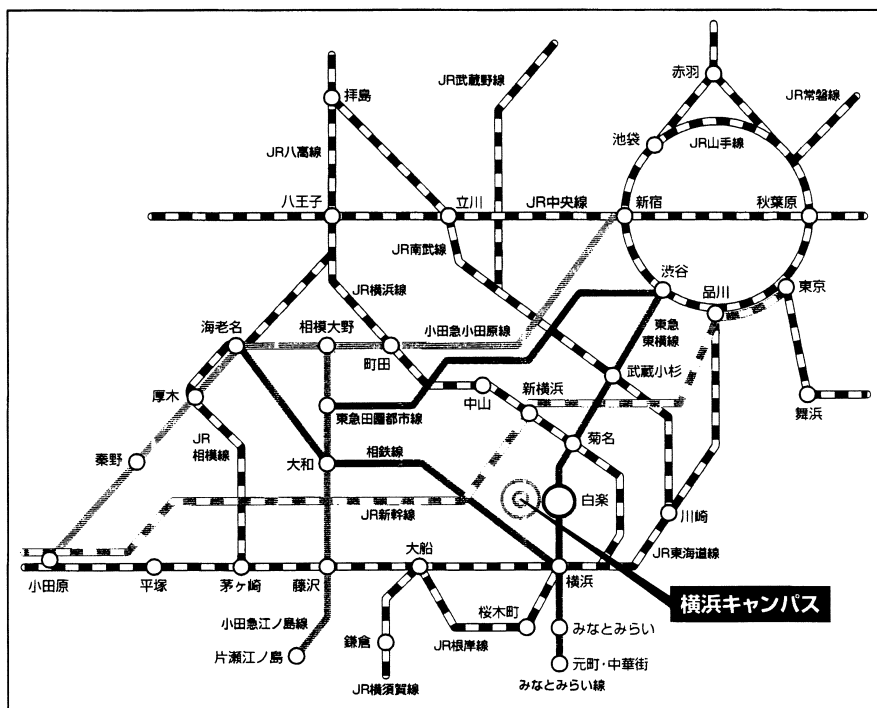 赤羽
JR武蔵野線
拝島
JR常磐線
池袋
JR山手線
JR八高線
八王子
立川
JR中央線
新宿
秋葉原
JR南武線
渋谷
品川
東京
JR横浜線
海老名
相模大野
小田急小田原線
東急
東横線
町田
武蔵小杉
厚木
中山
新横浜
舞浜
東急田園都市線
JR
相模線
菊名
秦野
大和
相鉄線
白楽
川崎
JR新幹線
JR東海道線
大船
小田原
平塚
茅ヶ崎
藤沢
横浜
横浜キャンパス
桜木町
小田急江ノ島線
みなとみらい
鎌倉
JR根岸線
片瀬江ノ島
元町・中華街
JR横須賀線
みなとみらい線